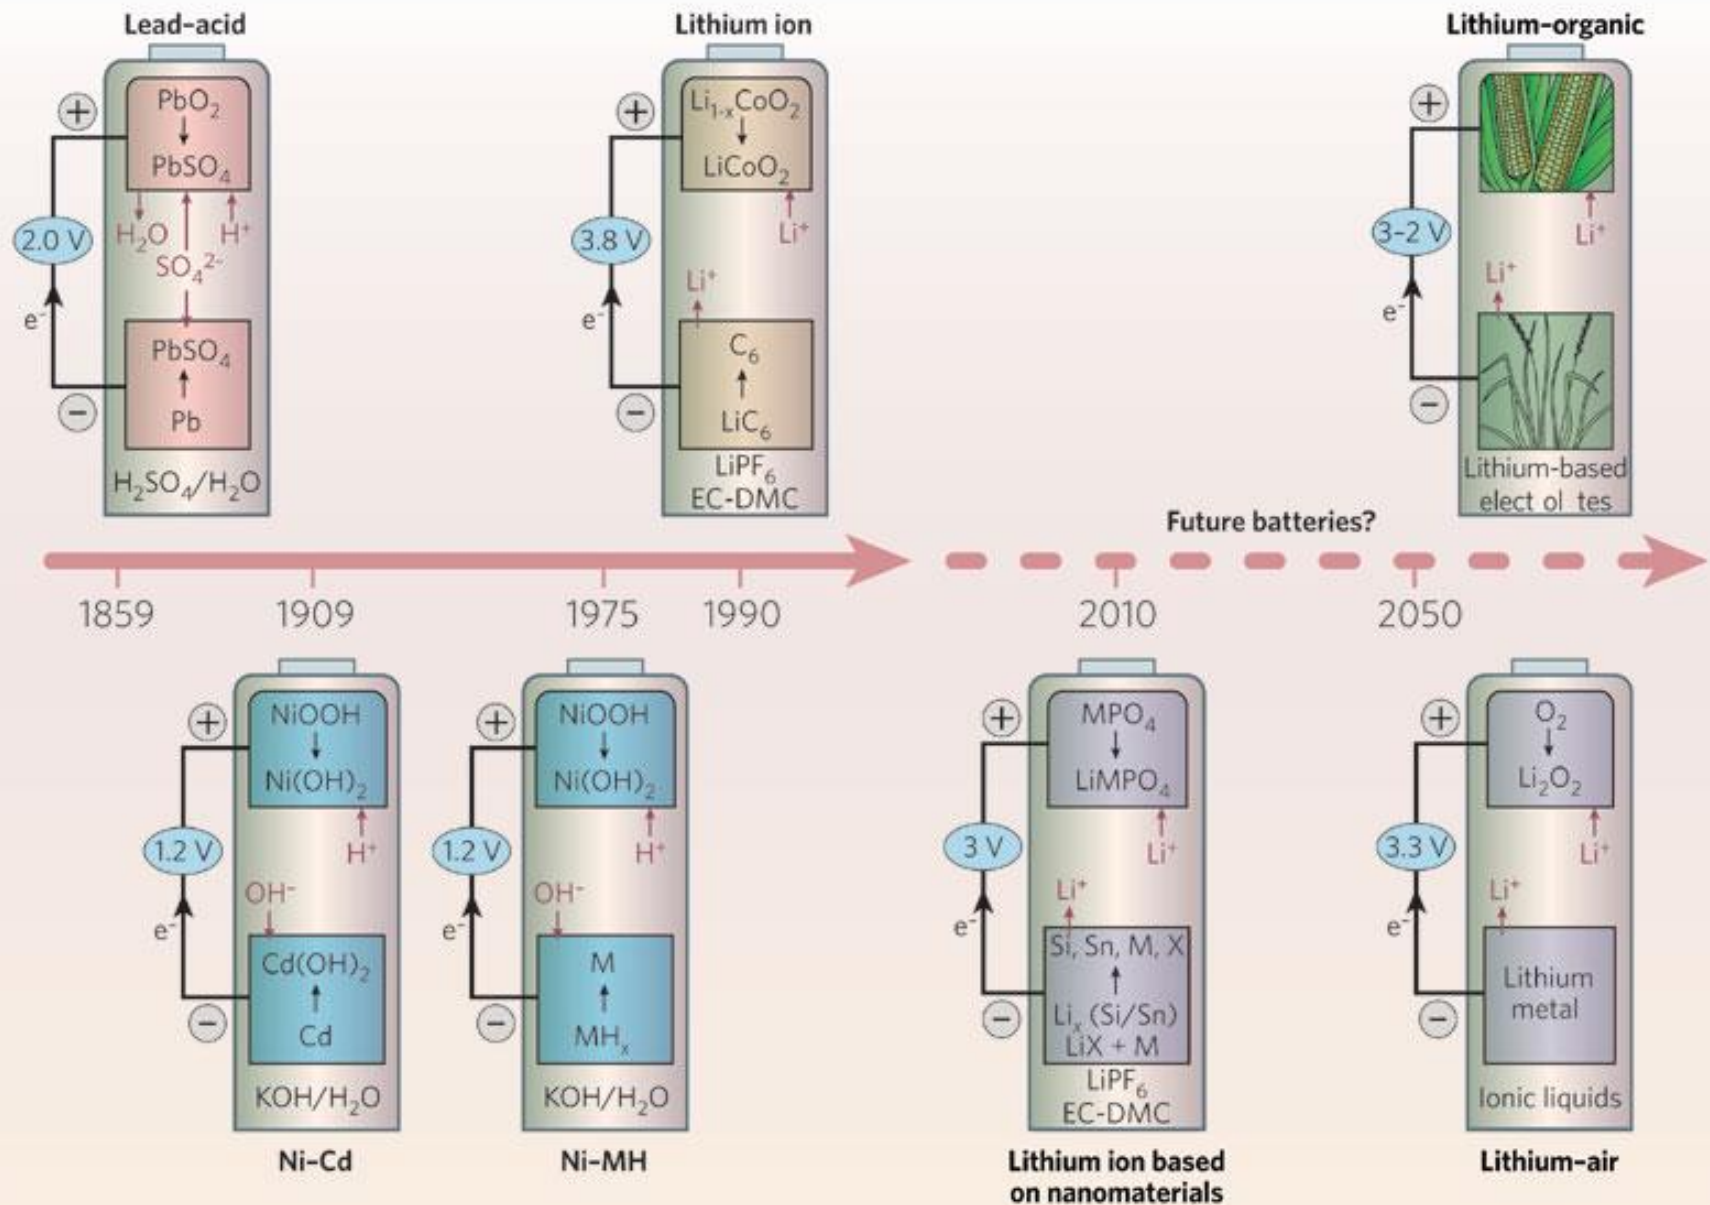 Lead–acid
+
PbO₂
↓
PbSO₄
H₂O
H⁺
SO₄²⁻
2.0 V
e⁻
PbSO₄
↑
Pb
−
H₂SO₄/H₂O
Lithium ion
+
Li₁₋ₓCoO₂
↓
LiCoO₂
Li⁺
3.8 V
Li⁺
e⁻
C₆
↑
LiC₆
−
LiPF₆
EC-DMC
Lithium–organic
+
Li⁺
3–2 V
Li⁺
e⁻
−
Lithium-based
elect ol tes
Future batteries?
1859
1909
1975
1990
2010
2050
+
NiOOH
↓
Ni(OH)₂
H⁺
1.2 V
OH⁻
e⁻
Cd(OH)₂
↑
Cd
−
KOH/H₂O
Ni–Cd
+
NiOOH
↓
Ni(OH)₂
H⁺
1.2 V
OH⁻
e⁻
M
↑
MHₓ
−
KOH/H₂O
Ni–MH
+
MPO₄
↓
LiMPO₄
Li⁺
3 V
Li⁺
e⁻
Si, Sn, M, X
↑
Liₓ (Si/Sn)
LiX + M
−
LiPF₆
EC-DMC
Lithium ion based
on nanomaterials
+
O₂
↓
Li₂O₂
Li⁺
3.3 V
Li⁺
e⁻
Lithium
metal
−
Ionic liquids
Lithium–air